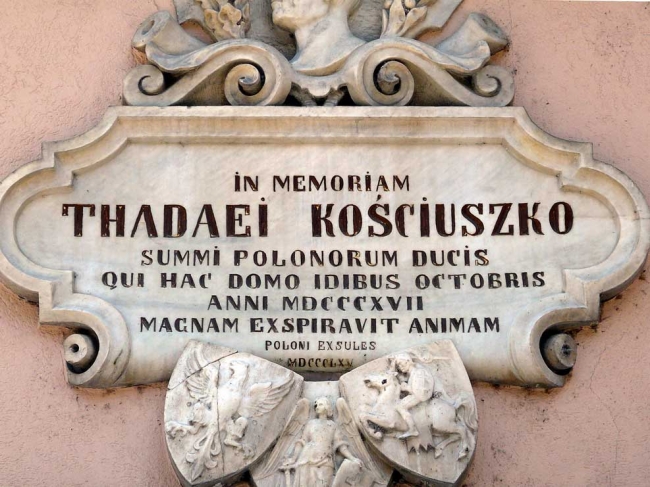 IN MEMORIAM
THADAEI KOŚCIUSZKO
SUMMI POLONORUM DUCIS
QUI HAC DOMO IDIBUS OCTOBRIS
ANNI MDCCCXVII
MAGNAM EXSPIRAVIT ANIMAM
POLONI EXSULES